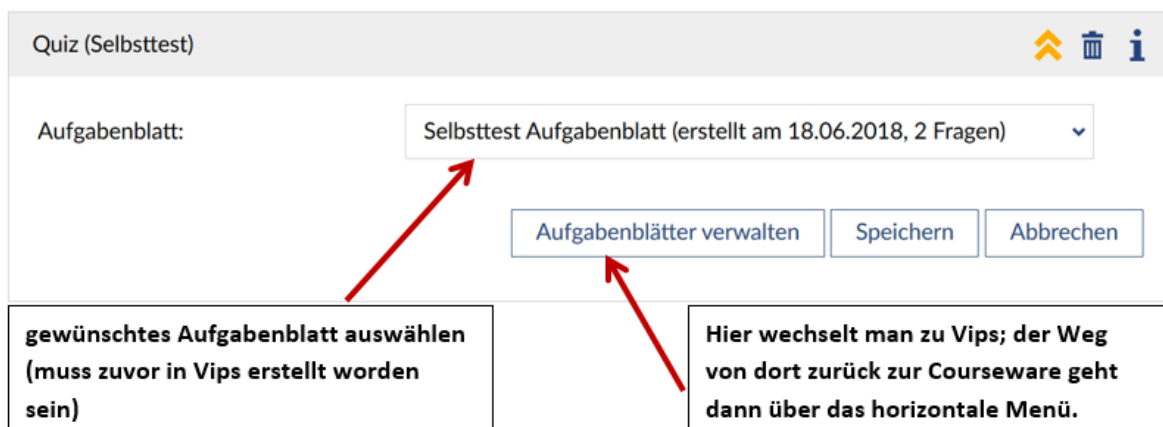 Quiz (Selbsttest)
Aufgabenblatt:
Selbsttest Aufgabenblatt (erstellt am 18.06.2018, 2 Fragen)
Aufgabenblätter verwalten
Speichern
Abbrechen
gewünschtes Aufgabenblatt auswählen
(muss zuvor in Vips erstellt worden
sein)
Hier wechselt man zu Vips; der Weg
von dort zurück zur Courseware geht
dann über das horizontale Menü.